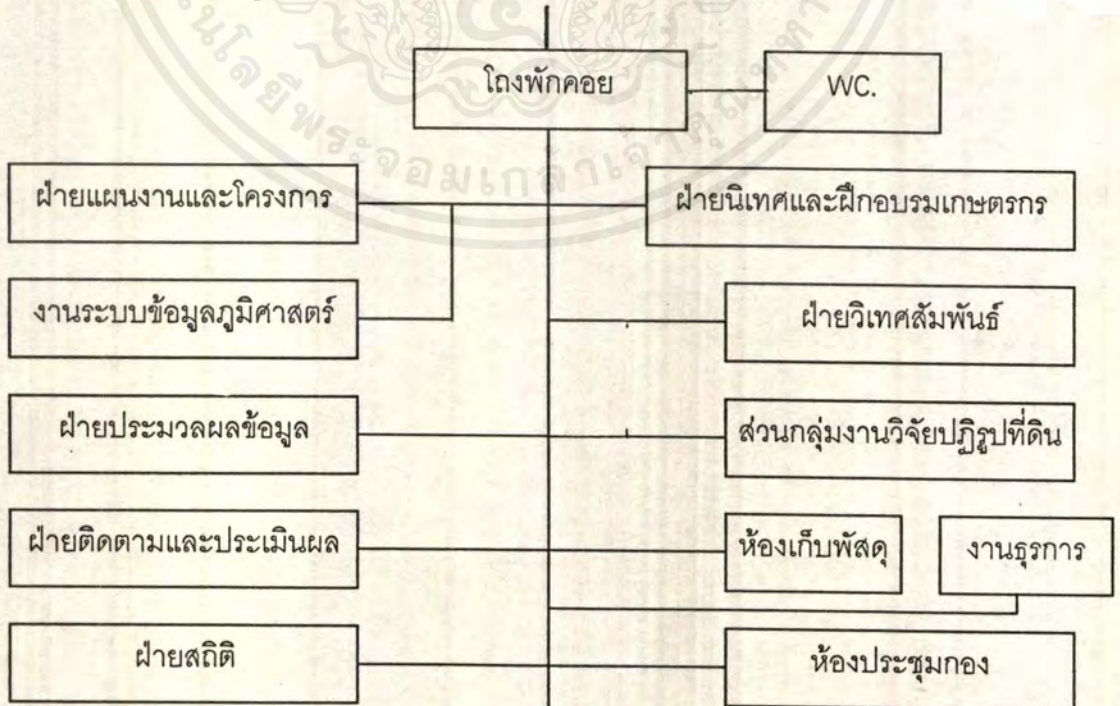 โถงพักคอย
WC.
ฝ่ายแผนงานและโครงการ
ฝ่ายนิเทศและฝึกอบรมเกษตรกร
งานระบบข้อมูลภูมิศาสตร์
ฝ่ายวิเทศสัมพันธ์
ฝ่ายประมวลผลข้อมูล
ส่วนกลุ่มงานวิจัยปฏิรูปที่ดิน
ฝ่ายติดตามและประเมินผล
ห้องเก็บพัสดุ
งานธุรการ
ฝ่ายสถิติ
ห้องประชุมกอง